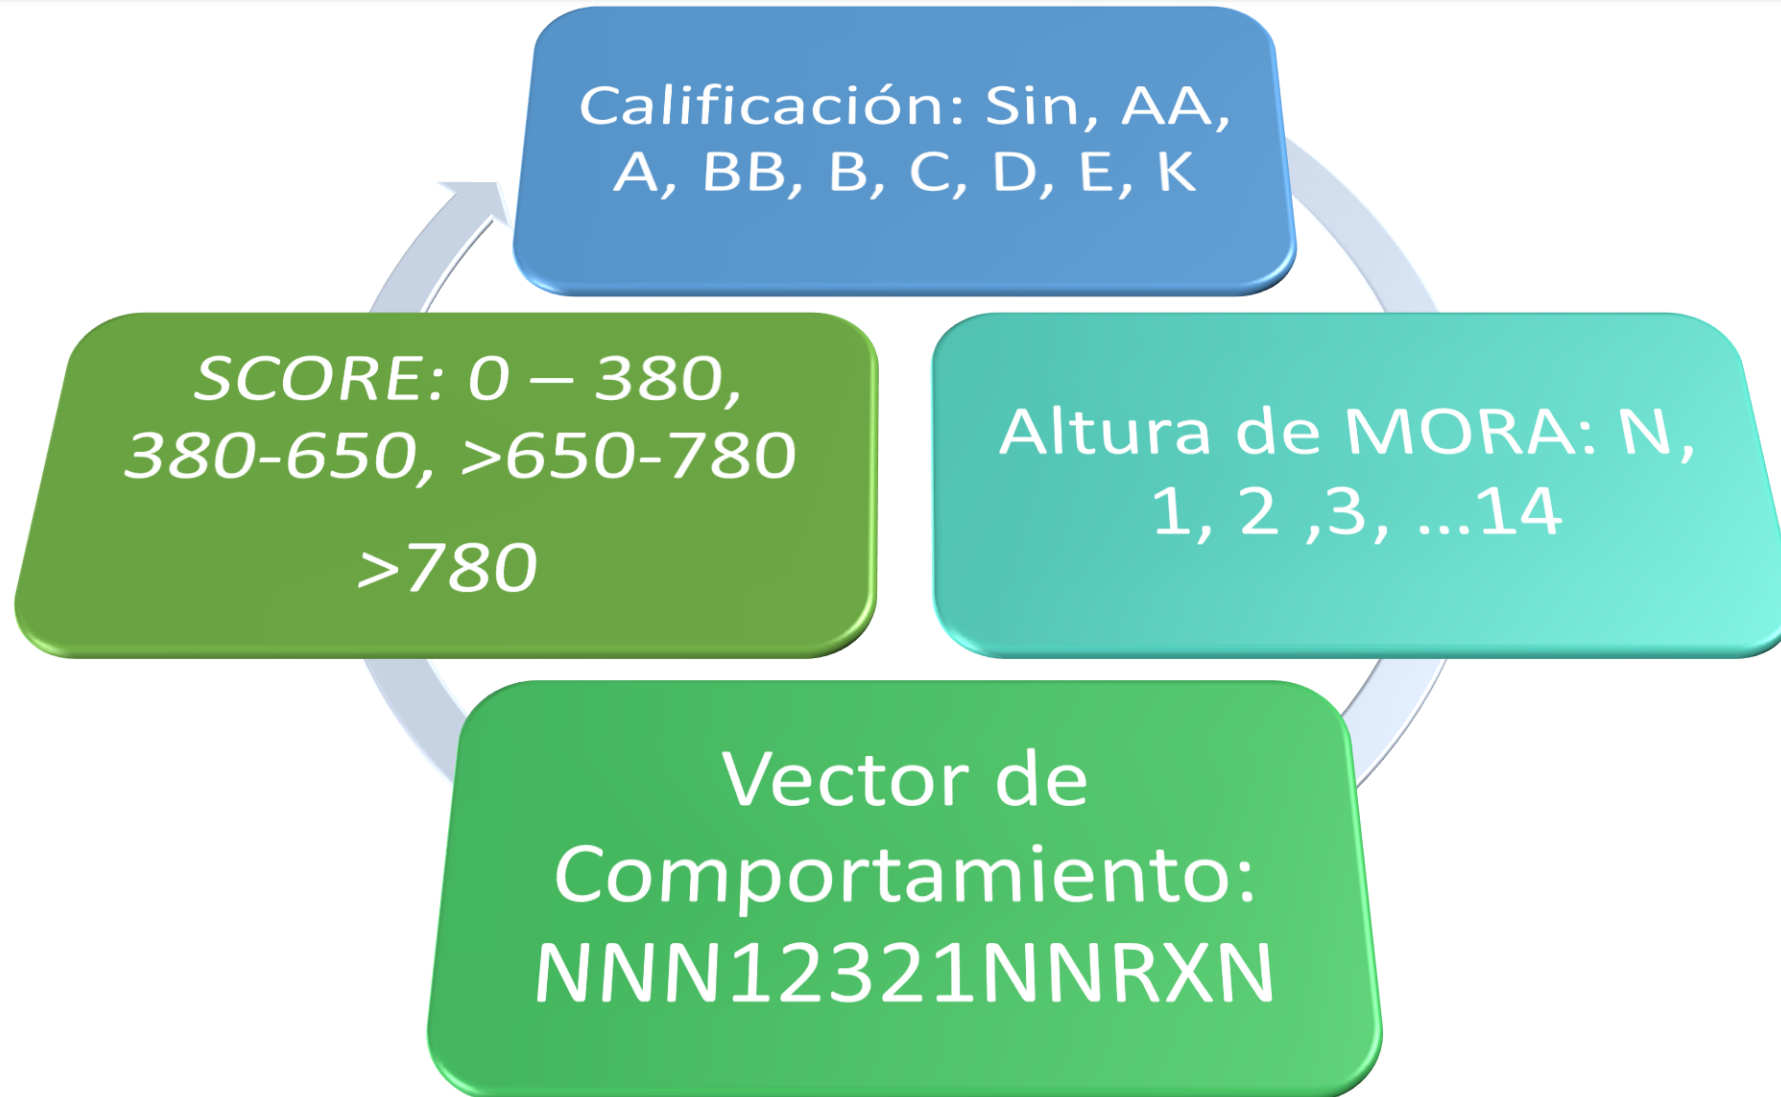 Calificación: Sin, AA,
A, BB, B, C, D, E, K
SCORE: 0 – 380,
380-650, >650-780
>780
Altura de MORA: N,
1, 2 ,3, ...14
Vector de
Comportamiento:
NNN12321NNRXN